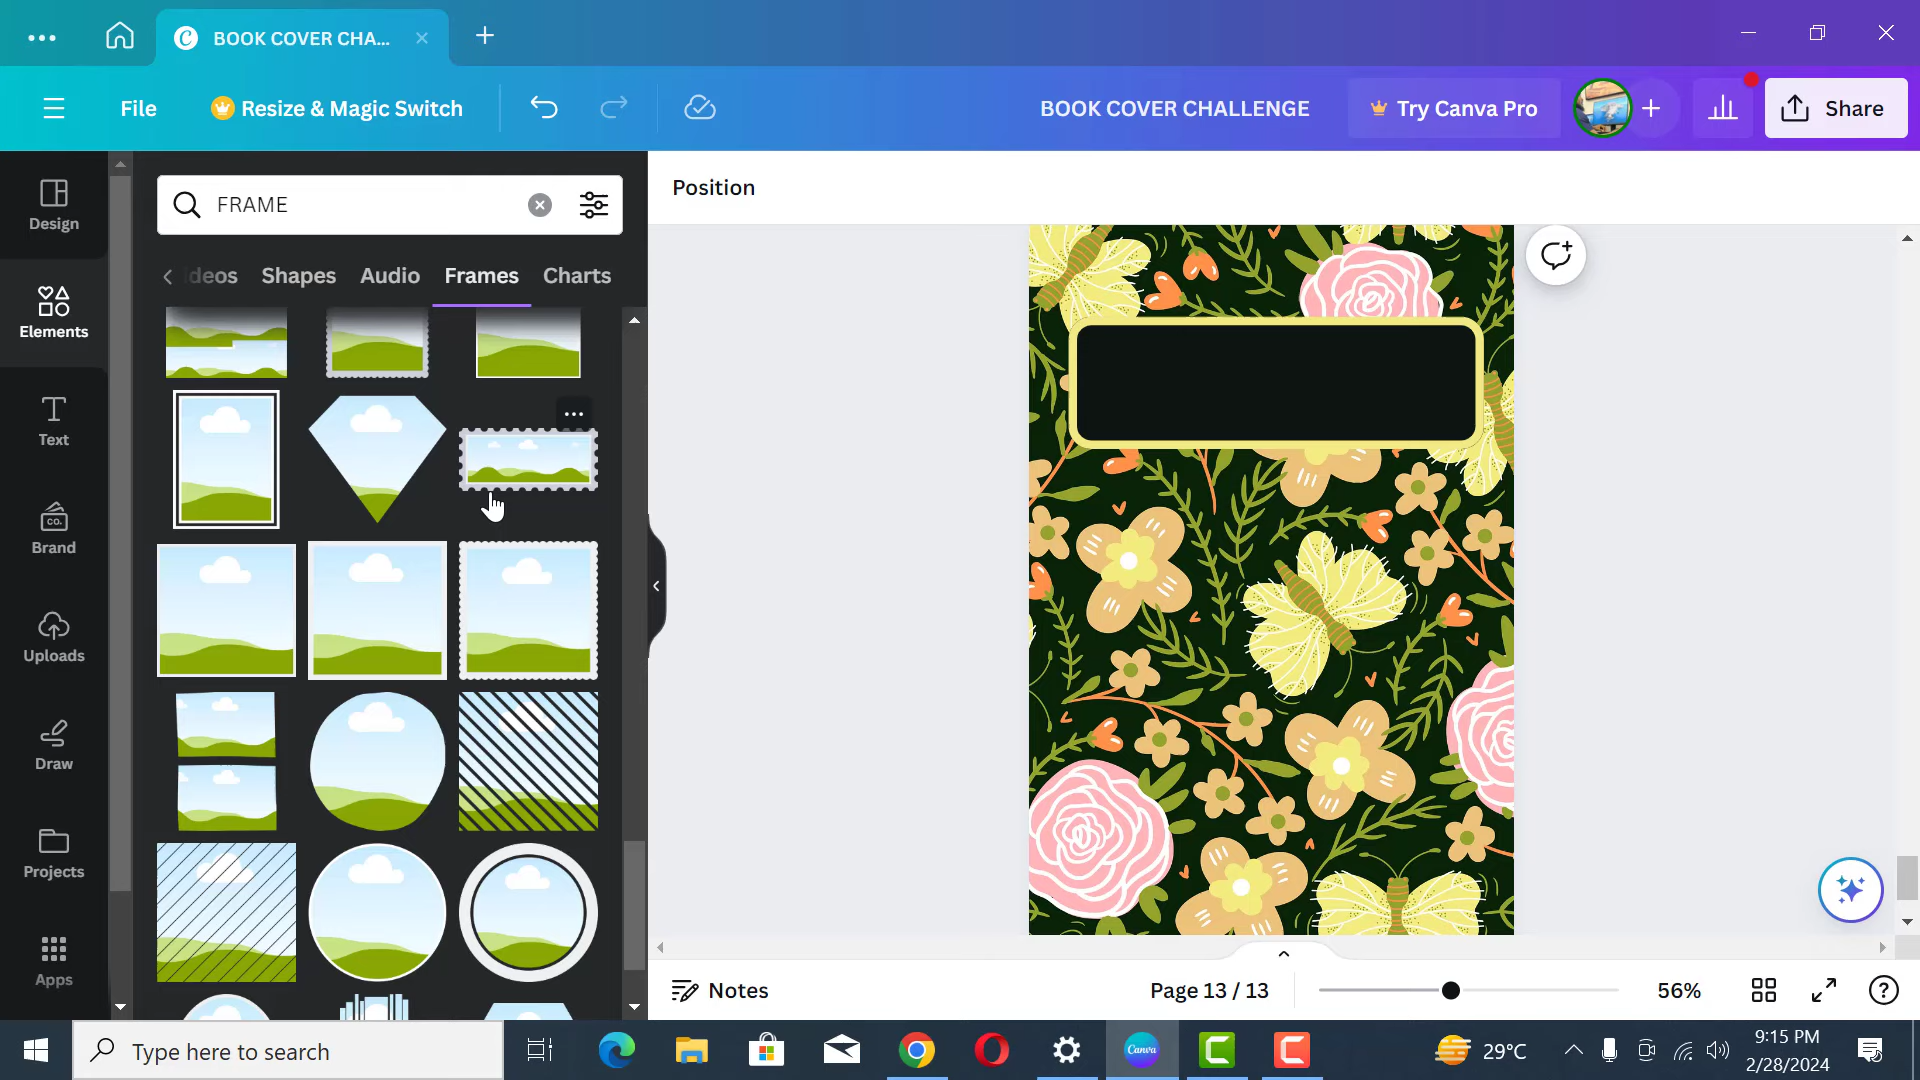 BOOK COVER CHA...
File
Resize & Magic Switch
BOOK COVER CHALLENGE
Try Canva Pro
Share
Design
Elements
Text
CO.
Brand
Uploads
Draw
Projects
Apps
FRAME
deos
Shapes
Audio
Frames
Charts
Position
Notes
Page 13 / 13
56%
Type here to search
Canva
29°C
9:15 PM
2/28/2024